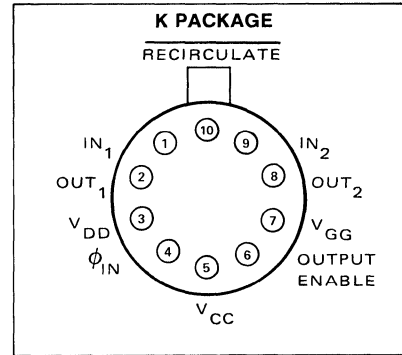 K PACKAGE
RECIRCULATE
10
IN1 1 9 IN2
OUT1 2 8 OUT2
VDD 3 7 VGG
ϕIN 4 6 OUTPUT
ENABLE
5
VCC